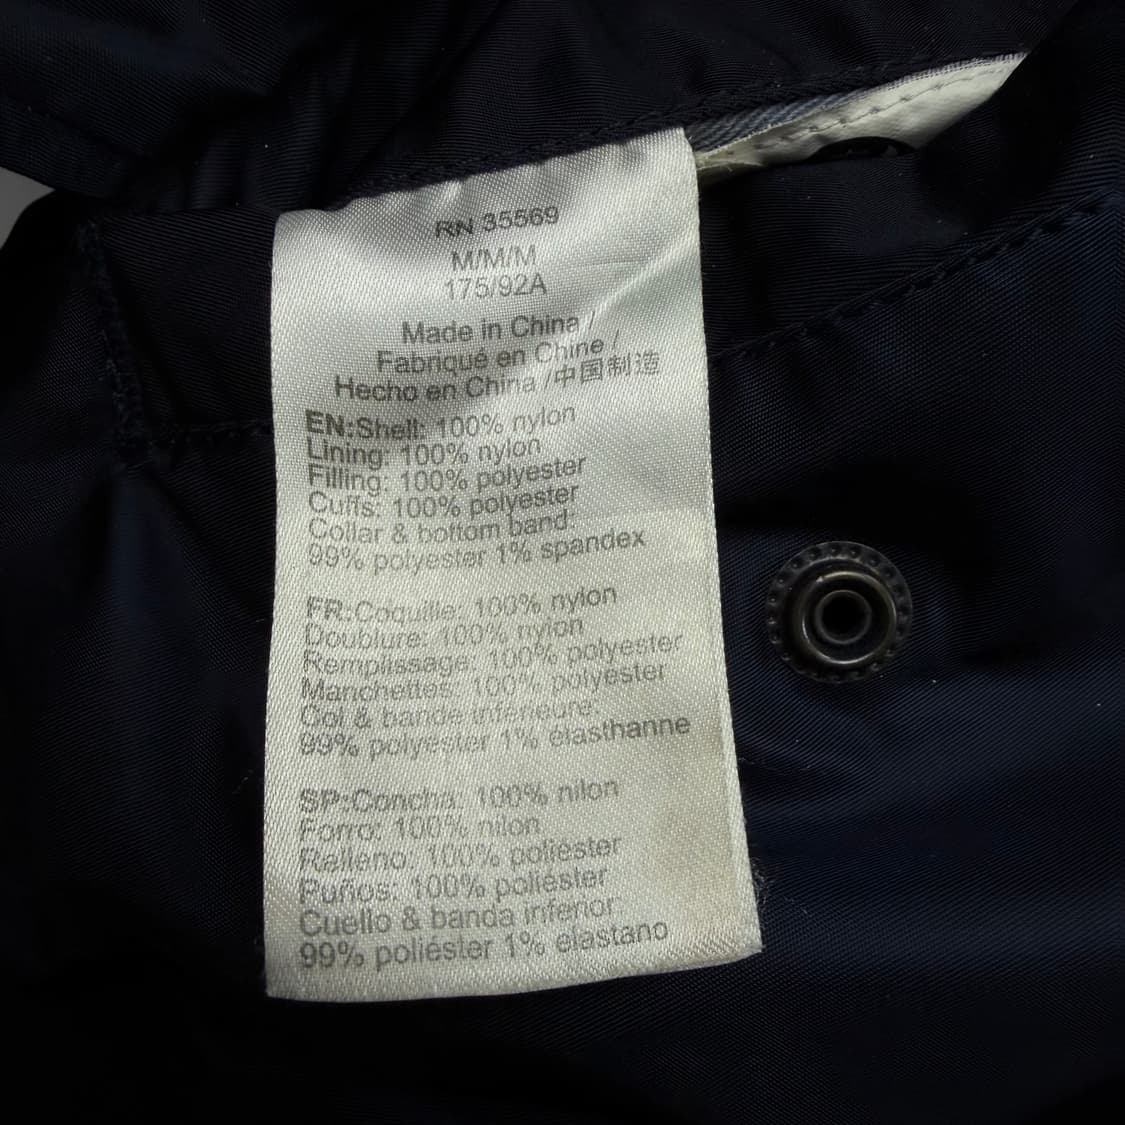 RN 35569
M/M/M
175/92A
Made in China /
Fabriqué en Chine /
Hecho en China /中国制造
EN:Shell: 100% nylon
Lining: 100% nylon
Filling: 100% polyester
Cuffs: 100% polyester
Collar & bottom band:
99% polyester 1% spandex
FR:Coquille: 100% nylon
Doublure: 100% nylon
Remplissage: 100% polyester
Manchettes: 100% polyester
Col & bande inférieure:
99% polyester 1% élasthanne
SP:Concha: 100% nilon
Forro: 100% nilon
Relleno: 100% poliéster
Puños: 100% poliéster
Cuello & banda inferior:
99% poliéster 1% elastano